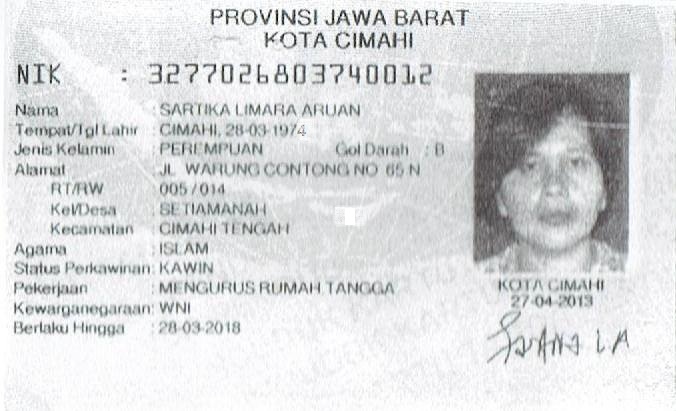 PROVINSI JAWA BARAT
KOTA CIMAHI
NIK : 3277026803740012
Nama : SARTIKA LIMARA ARUAN
Tempat/Tgl Lahir : CIMAHI, 28-03-1974
Jenis Kelamin : PEREMPUAN Gol Darah : B
Alamat : JL WARUNG CONTONG NO 65 N
RT/RW : 005 / 014
Kel/Desa : SETIAMANAH
Kecamatan : CIMAHI TENGAH
Agama : ISLAM
Status Perkawinan: KAWIN
Pekerjaan : MENGURUS RUMAH TANGGA
Kewarganegaraan: WNI
Berlaku Hingga : 28-03-2018
KOTA CIMAHI
27-04-2013